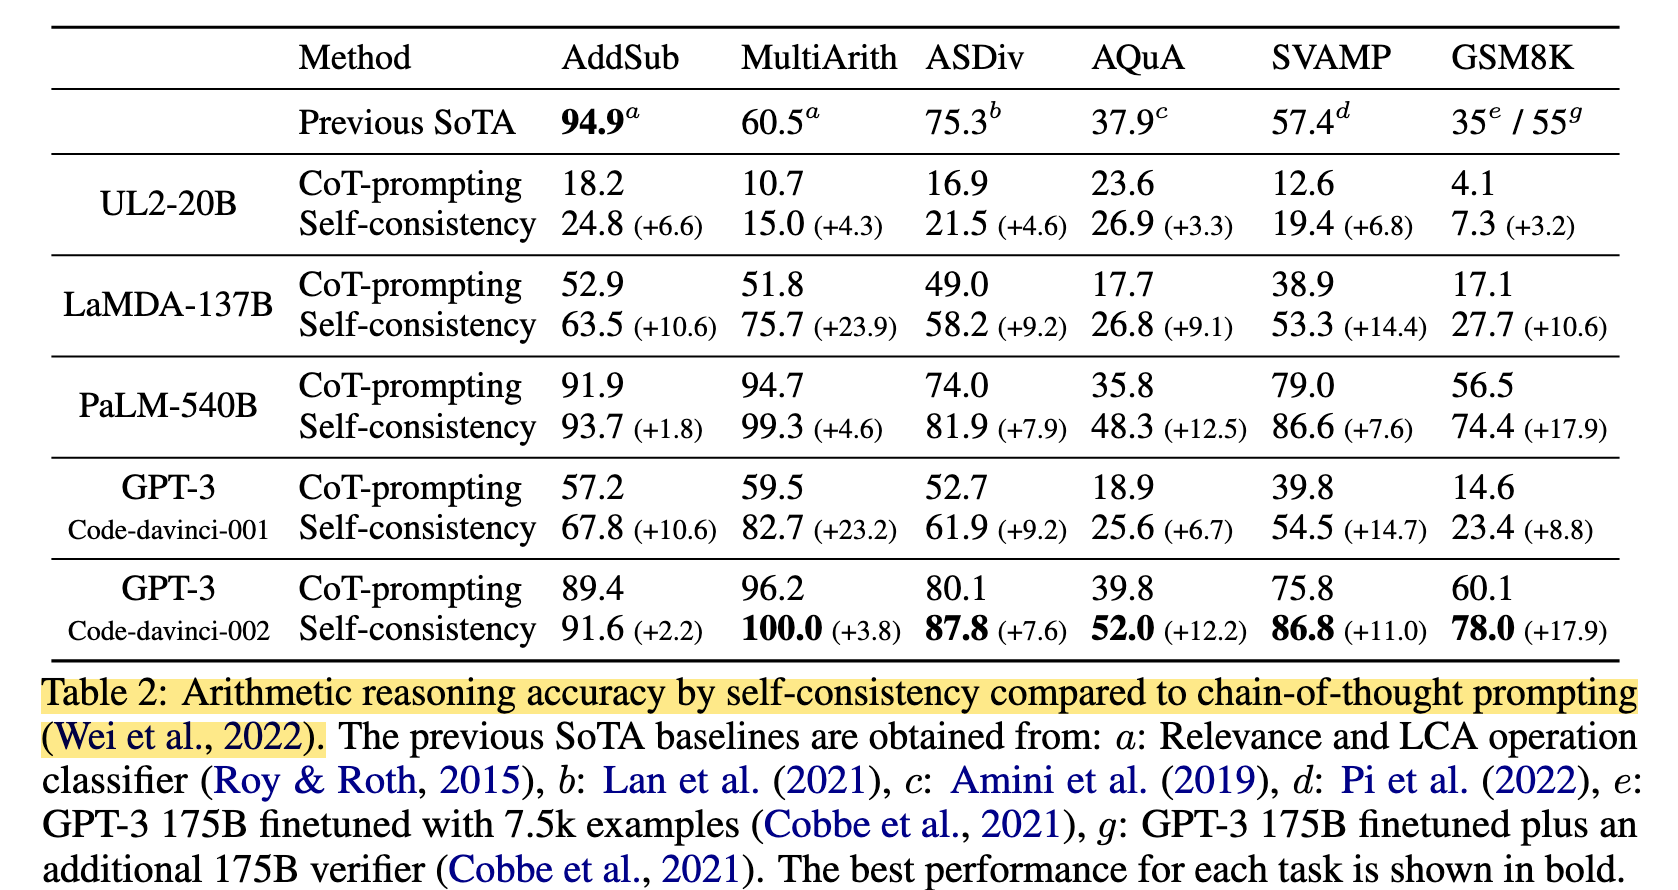 Method AddSub MultiArith ASDiv AQuA SVAMP GSM8K
Previous SoTA 94.9a 60.5a 75.3b 37.9c 57.4d 35e / 55g
UL2-20B
CoT-prompting 18.2 10.7 16.9 23.6 12.6 4.1
Self-consistency 24.8 (+6.6) 15.0 (+4.3) 21.5 (+4.6) 26.9 (+3.3) 19.4 (+6.8) 7.3 (+3.2)
LaMDA-137B
CoT-prompting 52.9 51.8 49.0 17.7 38.9 17.1
Self-consistency 63.5 (+10.6) 75.7 (+23.9) 58.2 (+9.2) 26.8 (+9.1) 53.3 (+14.4) 27.7 (+10.6)
PaLM-540B
CoT-prompting 91.9 94.7 74.0 35.8 79.0 56.5
Self-consistency 93.7 (+1.8) 99.3 (+4.6) 81.9 (+7.9) 48.3 (+12.5) 86.6 (+7.6) 74.4 (+17.9)
GPT-3 CoT-prompting 57.2 59.5 52.7 18.9 39.8 14.6
Code-davinci-001 Self-consistency 67.8 (+10.6) 82.7 (+23.2) 61.9 (+9.2) 25.6 (+6.7) 54.5 (+14.7) 23.4 (+8.8)
GPT-3 CoT-prompting 89.4 96.2 80.1 39.8 75.8 60.1
Code-davinci-002 Self-consistency 91.6 (+2.2) 100.0 (+3.8) 87.8 (+7.6) 52.0 (+12.2) 86.8 (+11.0) 78.0 (+17.9)
Table 2: Arithmetic reasoning accuracy by self-consistency compared to chain-of-thought prompting
(Wei et al., 2022). The previous SoTA baselines are obtained from: a: Relevance and LCA operation
classifier (Roy & Roth, 2015), b: Lan et al. (2021), c: Amini et al. (2019), d: Pi et al. (2022), e:
GPT-3 175B finetuned with 7.5k examples (Cobbe et al., 2021), g: GPT-3 175B finetuned plus an
additional 175B verifier (Cobbe et al., 2021). The best performance for each task is shown in bold.